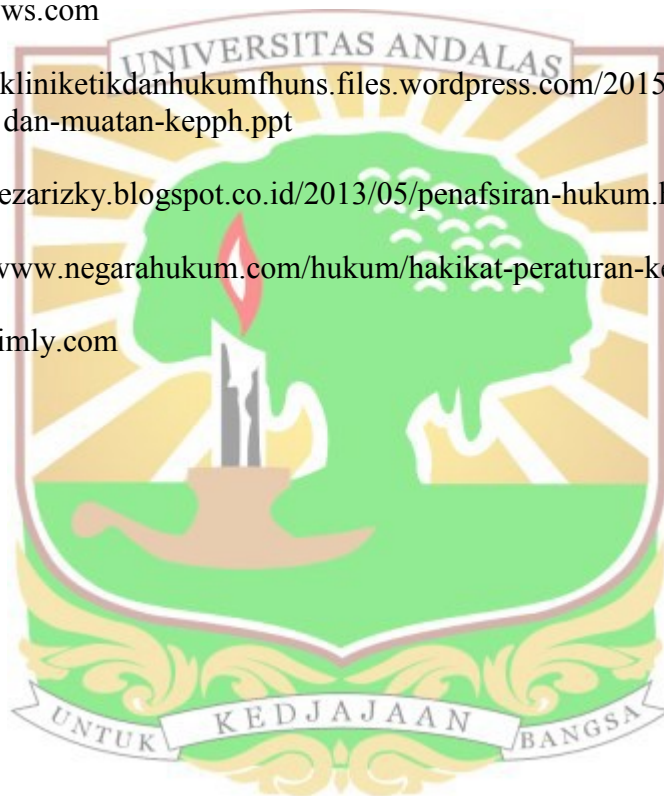 ws.com
UNIVERSITAS ANDALAS
kliniketikdanhukumfhuns.files.wordpress.com/2015
dan-muatan-kepph.ppt
ezarizky.blogspot.co.id/2013/05/penafsiran-hukum.h
www.negarahukum.com/hukum/hakikat-peraturan-ke
imly.com
UNTUK KEDJAJAAN BANGSA